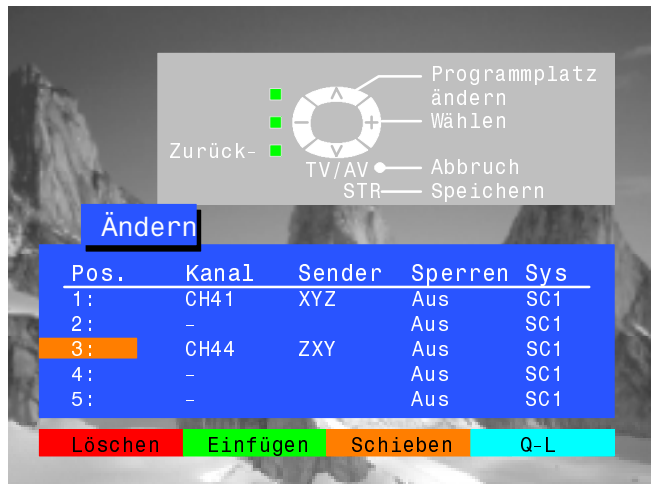 Programmplatz
ändern
Wählen
Zurück-
TV/AV Abbruch
STR Speichern
Ändern
Pos. Kanal Sender Sperren Sys
1: CH41 XYZ Aus SC1
2: - Aus SC1
3: CH44 ZXY Aus SC1
4: - Aus SC1
5: - Aus SC1
Löschen Einfügen Schieben Q-L